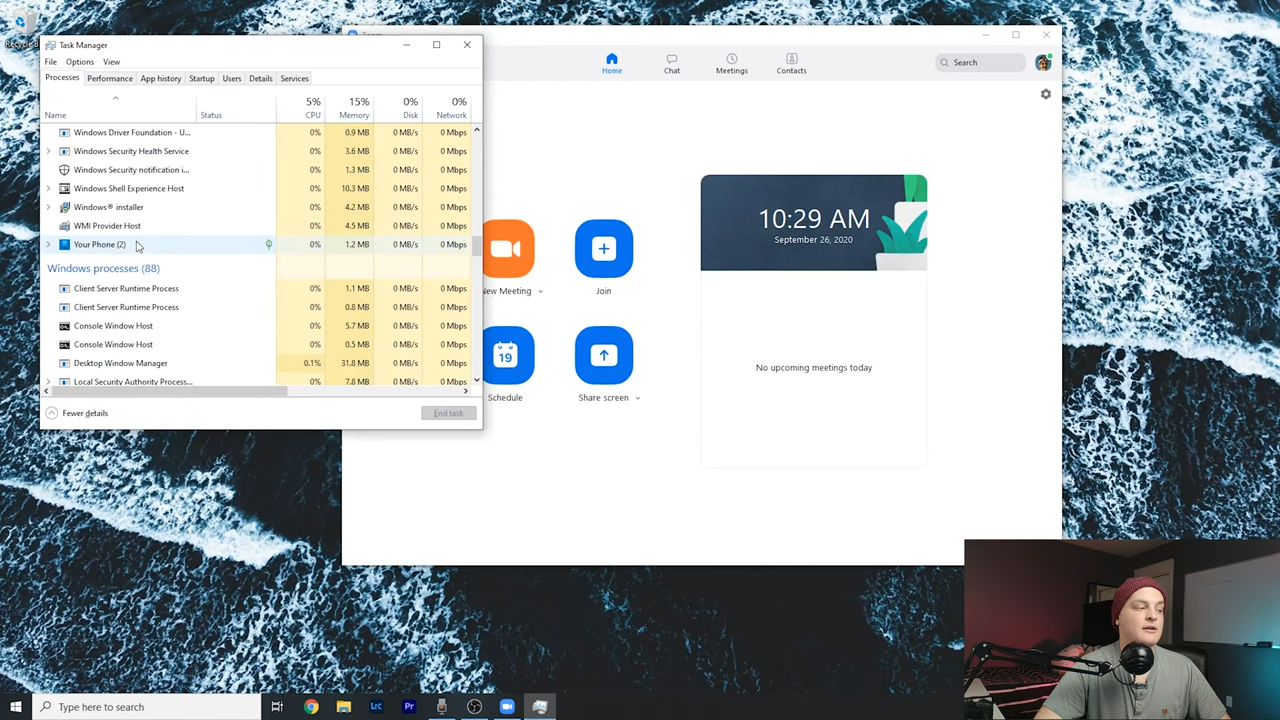 Recycle B
Task Manager
File Options View
Processes Performance App history Startup Users Details Services
5% 15% 0% 0%
Name Status CPU Memory Disk Network
Windows Driver Foundation - U... 0% 0.9 MB 0 MB/s 0 Mbps
Windows Security Health Service 0% 3.6 MB 0 MB/s 0 Mbps
Windows Security notification i... 0% 1.3 MB 0 MB/s 0 Mbps
Windows Shell Experience Host 0% 10.3 MB 0 MB/s 0 Mbps
Windows® installer 0% 4.2 MB 0 MB/s 0 Mbps
WMI Provider Host 0% 4.5 MB 0 MB/s 0 Mbps
Your Phone (2) 0% 1.2 MB 0 MB/s 0 Mbps
Windows processes (88)
Client Server Runtime Process 0% 1.1 MB 0 MB/s 0 Mbps
Client Server Runtime Process 0% 0.8 MB 0 MB/s 0 Mbps
Console Window Host 0% 5.7 MB 0 MB/s 0 Mbps
Console Window Host 0% 0.5 MB 0 MB/s 0 Mbps
Desktop Window Manager 0.1% 31.8 MB 0 MB/s 0 Mbps
Local Security Authority Process... 0% 7.8 MB 0 MB/s 0 Mbps
Fewer details End task
Home Chat Meetings Contacts
Search
10:29 AM
September 26, 2020
New Meeting Join
19
Schedule Share screen
No upcoming meetings today
Type here to search
Lrc Pr